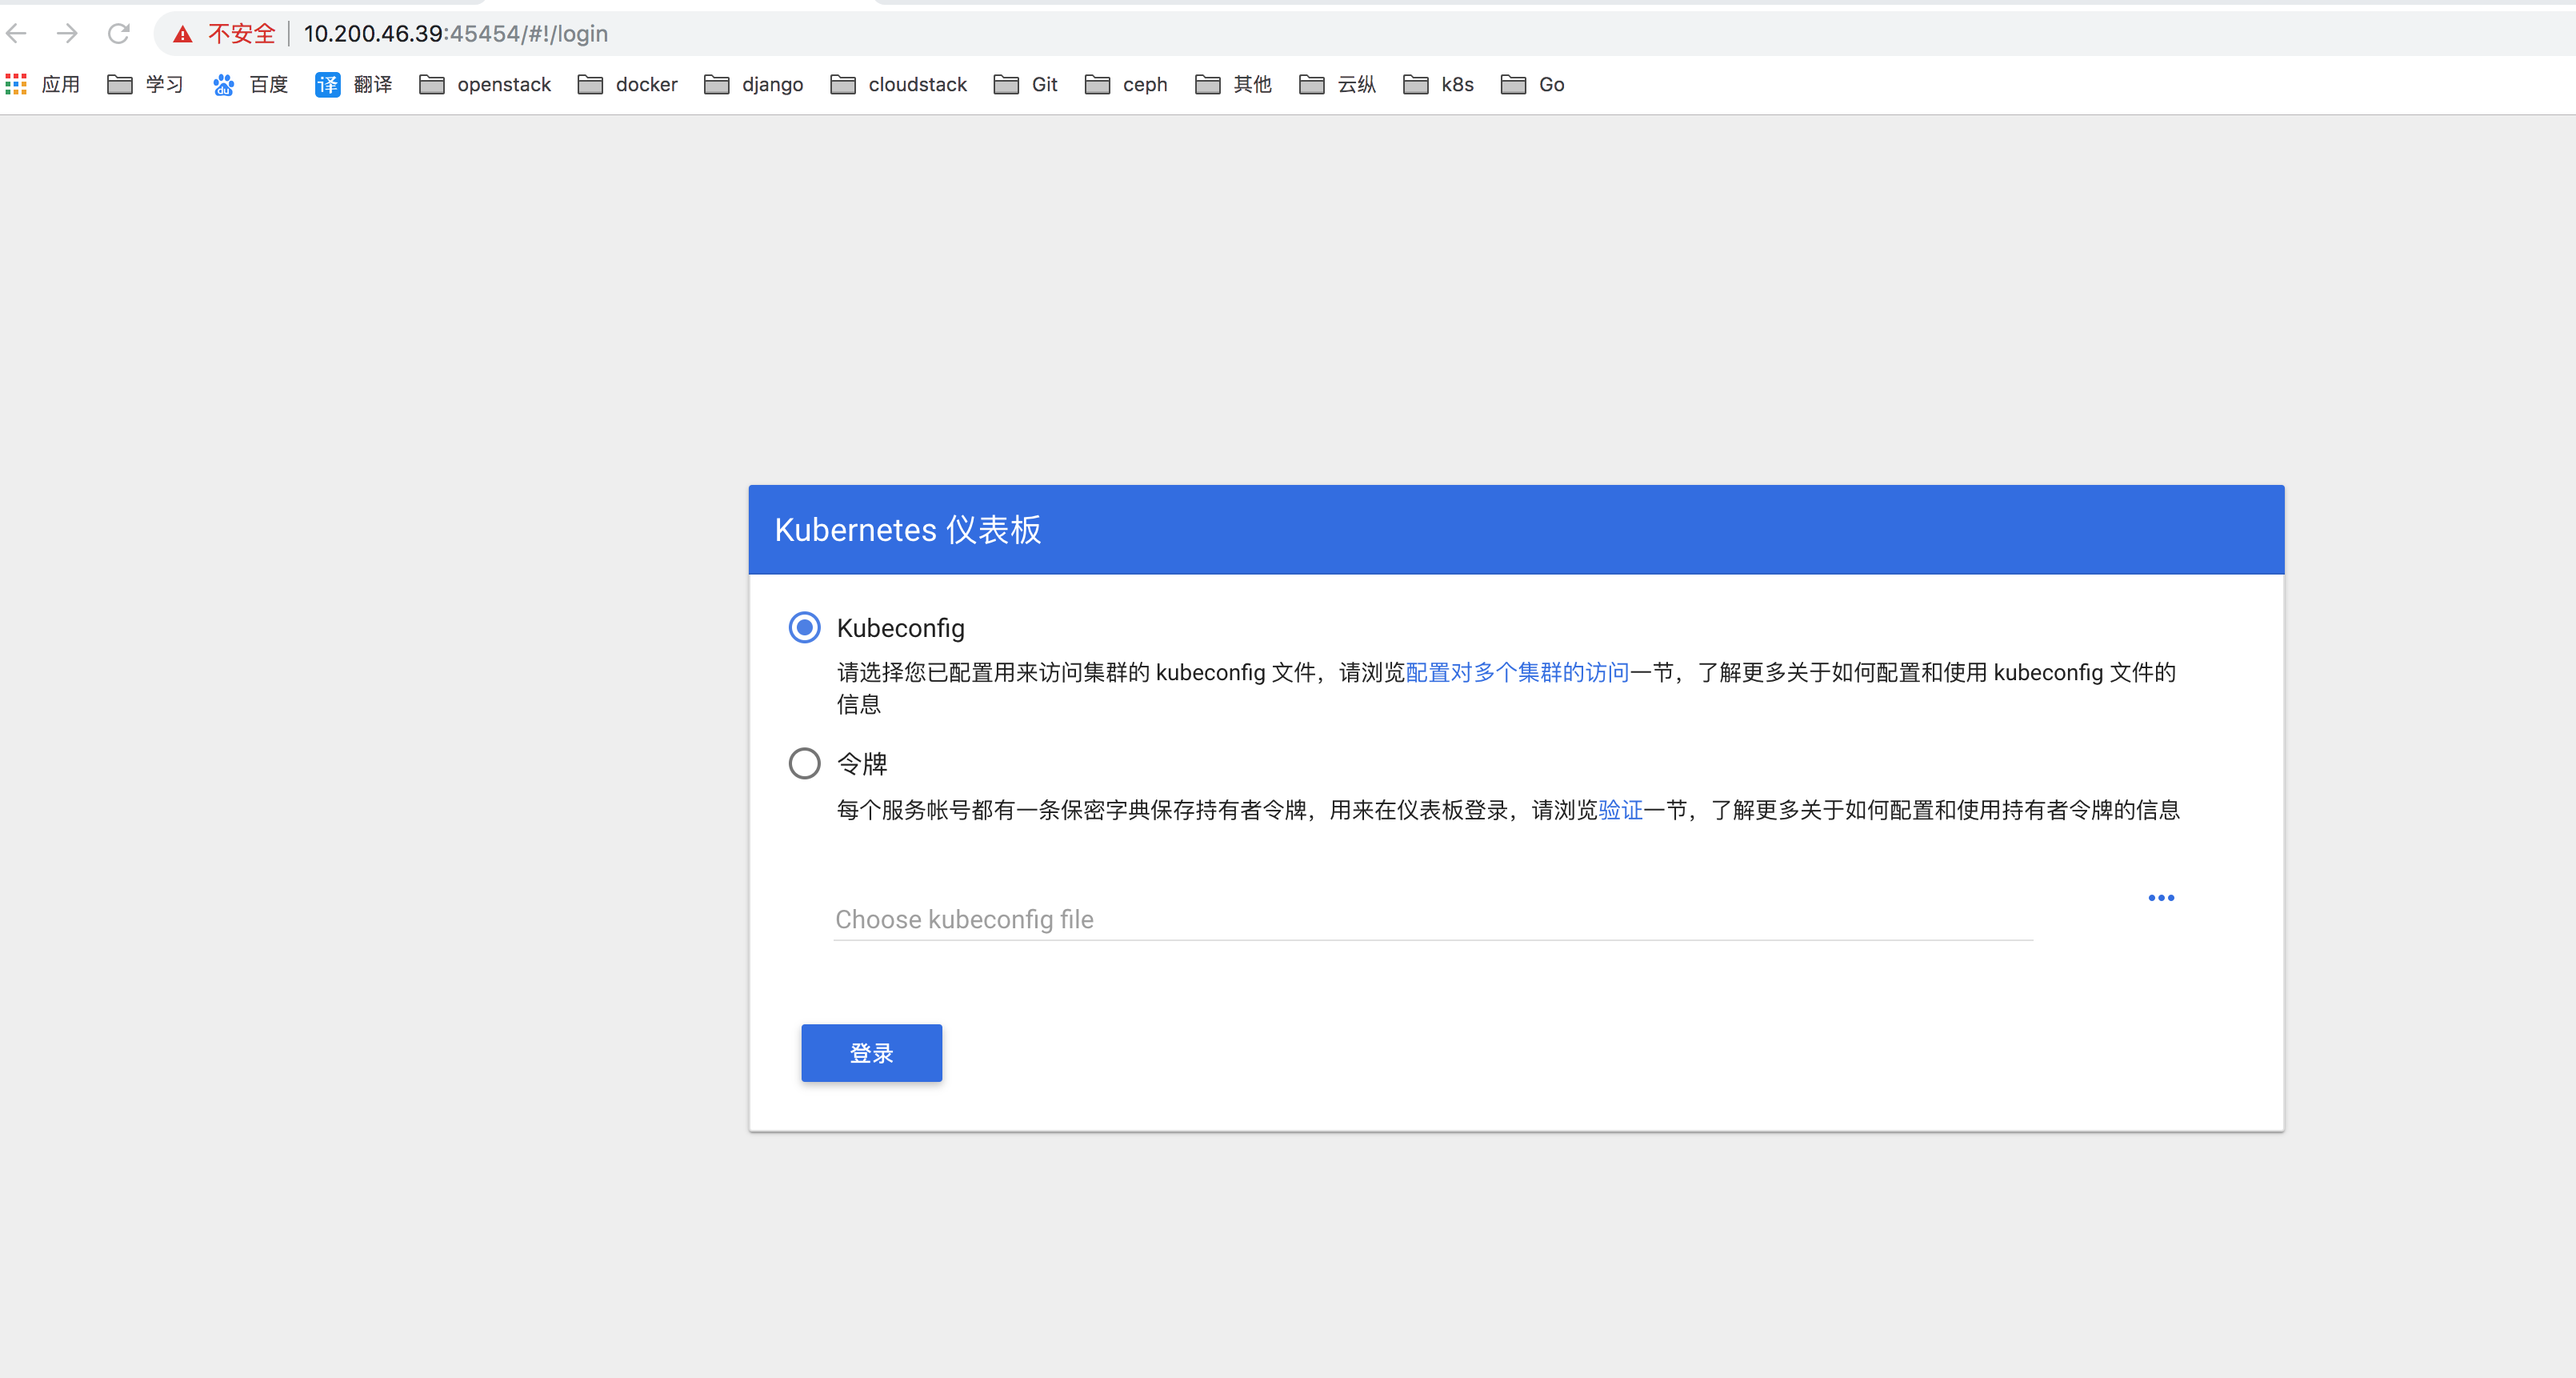 不安全 10.200.46.39:45454/#!/login
应用 学习 百度 译 翻译 openstack docker django cloudstack Git ceph 其他 云纵 k8s Go
Kubernetes 仪表板
Kubeconfig
请选择您已配置用来访问集群的 kubeconfig 文件，请浏览配置对多个集群的访问一节，了解更多关于如何配置和使用 kubeconfig 文件的
信息
令牌
每个服务帐号都有一条保密字典保存持有者令牌，用来在仪表板登录，请浏览验证一节，了解更多关于如何配置和使用持有者令牌的信息
Choose kubeconfig file
登录